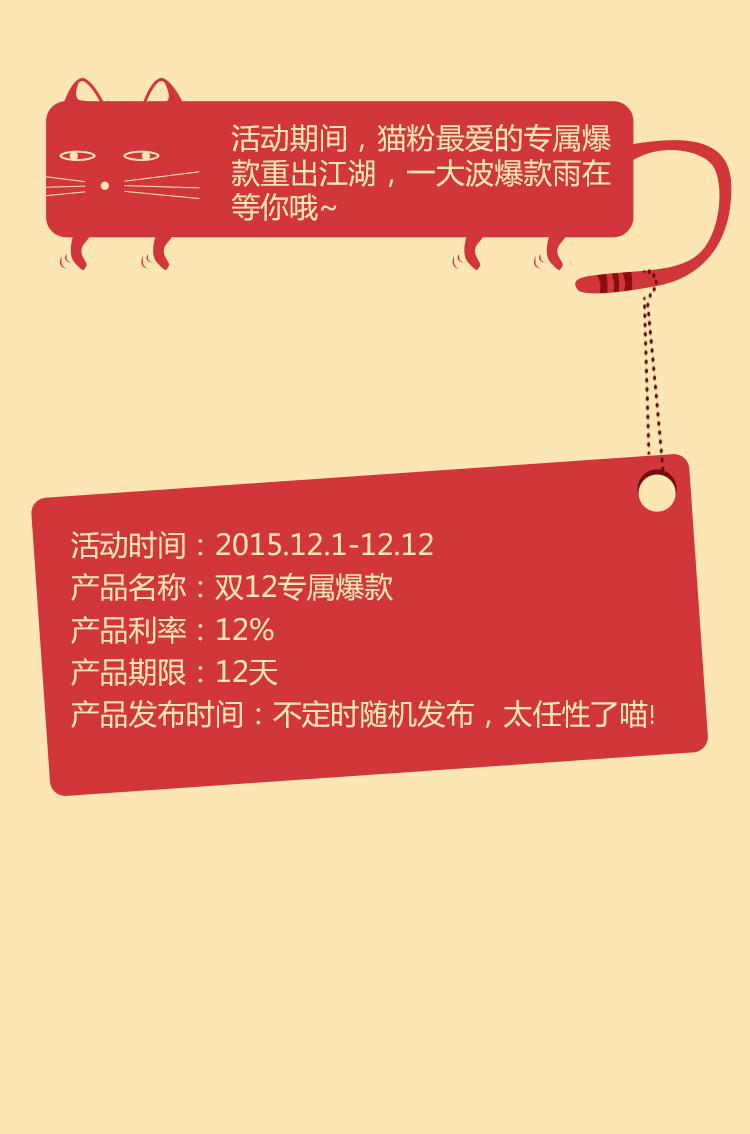 活动期间，猫粉最爱的专属爆
款重出江湖，一大波爆款雨在
等你哦~
活动时间：2015.12.1-12.12
产品名称：双12专属爆款
产品利率：12%
产品期限：12天
产品发布时间：不定时随机发布，太任性了喵!